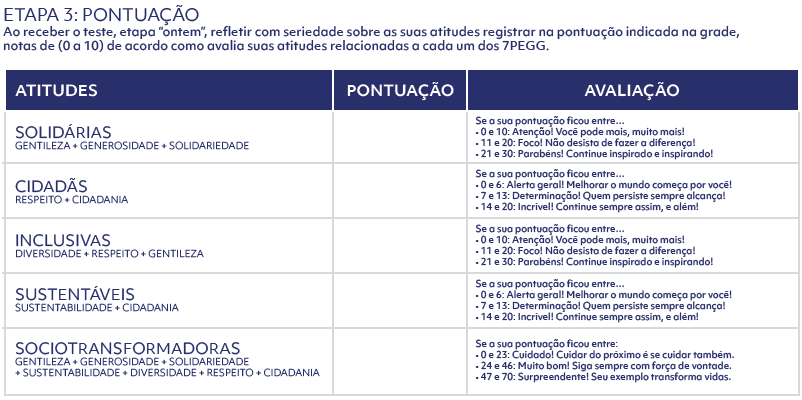 ETAPA 3: PONTUAÇÃO
Ao receber o teste, etapa “ontem”, refletir com seriedade sobre as suas atitudes registrar na pontuação indicada na grade,
notas de (0 a 10) de acordo como avalia suas atitudes relacionadas a cada um dos 7PEGG.
ATITUDES PONTUAÇÃO AVALIAÇÃO
SOLIDÁRIAS
GENTILEZA + GENEROSIDADE + SOLIDARIEDADE
Se a sua pontuação ficou entre...
• 0 e 10: Atenção! Você pode mais, muito mais!
• 11 e 20: Foco! Não desista de fazer a diferença!
• 21 e 30: Parabéns! Continue inspirado e inspirando!
CIDADÃS
RESPEITO + CIDADANIA
Se a sua pontuação ficou entre...
• 0 e 6: Alerta geral! Melhorar o mundo começa por você!
• 7 e 13: Determinação! Quem persiste sempre alcança!
• 14 e 20: Incrível! Continue sempre assim, e além!
INCLUSIVAS
DIVERSIDADE + RESPEITO + GENTILEZA
Se a sua pontuação ficou entre...
• 0 e 10: Atenção! Você pode mais, muito mais!
• 11 e 20: Foco! Não desista de fazer a diferença!
• 21 e 30: Parabéns! Continue inspirado e inspirando!
SUSTENTÁVEIS
SUSTENTABILIDADE + CIDADANIA
Se a sua pontuação ficou entre...
• 0 e 6: Alerta geral! Melhorar o mundo começa por você!
• 7 e 13: Determinação! Quem persiste sempre alcança!
• 14 e 20: Incrível! Continue sempre assim, e além!
SOCIOTRANSFORMADORAS
GENTILEZA + GENEROSIDADE + SOLIDARIEDADE
+ SUSTENTABILIDADE + DIVERSIDADE + RESPEITO + CIDADANIA
Se a sua pontuação ficou entre:
• 0 e 23: Cuidado! Cuidar do próximo é se cuidar também.
• 24 e 46: Muito bom! Siga sempre com força de vontade.
• 47 e 70: Surpreendente! Seu exemplo transforma vidas.